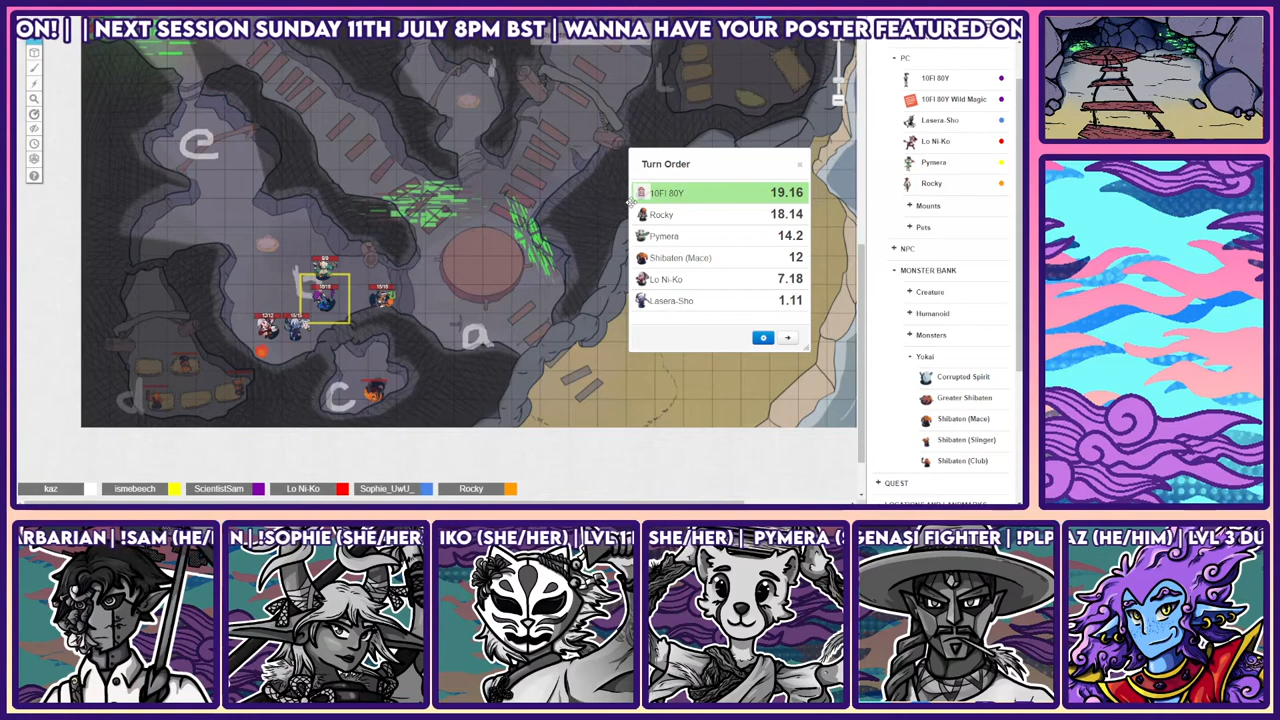 ON! | | NEXT SESSION SUNDAY 11TH JULY 8PM BST | WANNA HAVE YOUR POSTER FEATURED ON
PC
10FI 80Y
10FI 80Y Wild Magic
Lasera-Sho
Lo Ni-Ko
Pymera
Rocky
Mounts
Pets
NPC
MONSTER BANK
Creature
Humanoid
Monsters
Yokai
Corrupted Spirit
Greater Shibaten
Shibaten (Mace)
Shibaten (Slinger)
Shibaten (Club)
QUEST
Turn Order
10FI 80Y 19.16
Rocky 18.14
Pymera 14.2
Shibaten (Mace) 12
Lo Ni-Ko 7.18
Lasera-Sho 1.11
e
b
a
c
d
kaz
ismebeech
ScientistSam
Lo Ni-Ko
Sophie_UwU_
Rocky
ARBARIAN | !SAM (HE/
N | !SOPHIE (SHE/HER)
IKO (SHE/HER) | LVL 1
SHE/HER) | PYMERA (
GENASI FIGHTER | !PLP
AZ (HE/HIM) | LVL 3 DU